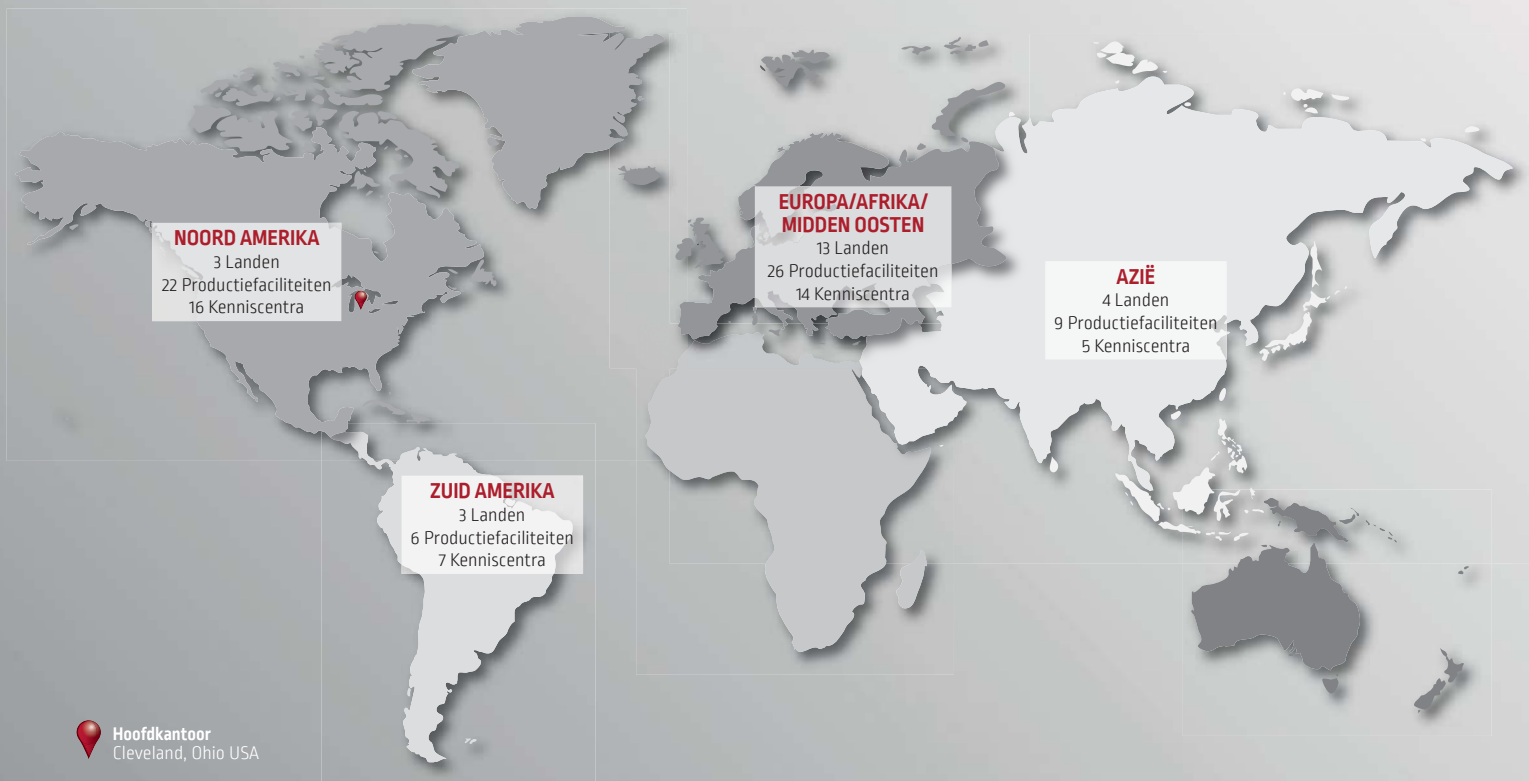 NOORD AMERIKA
3 Landen
22 Productiefaciliteiten
16 Kenniscentra
EUROPA/AFRIKA/
MIDDEN OOSTEN
13 Landen
26 Productiefaciliteiten
14 Kenniscentra
AZIË
4 Landen
9 Productiefaciliteiten
5 Kenniscentra
ZUID AMERIKA
3 Landen
6 Productiefaciliteiten
7 Kenniscentra
Hoofdkantoor
Cleveland, Ohio USA